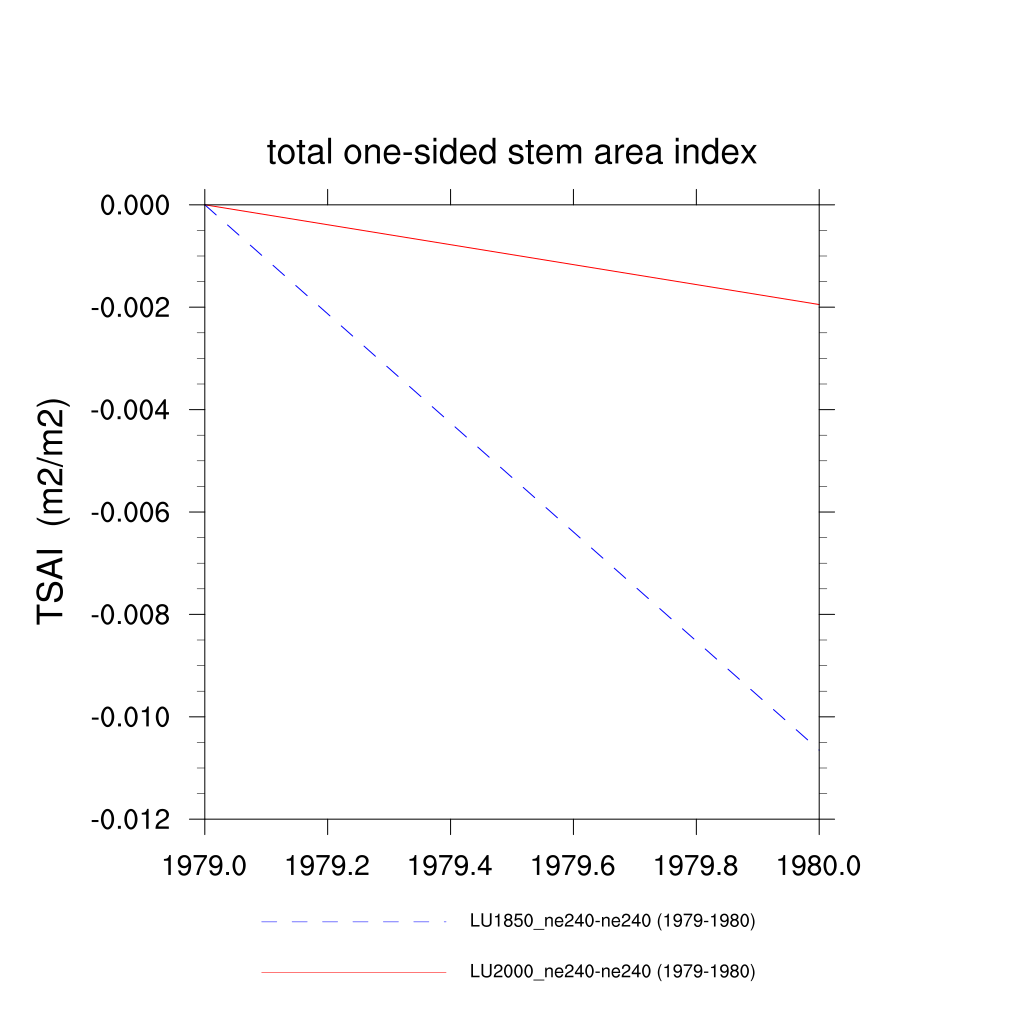 total one-sided stem area index
TSAI (m2/m2)
0.000
-0.002
-0.004
-0.006
-0.008
-0.010
-0.012
1979.0 1979.2 1979.4 1979.6 1979.8 1980.0
LU1850_ne240-ne240 (1979-1980)
LU2000_ne240-ne240 (1979-1980)